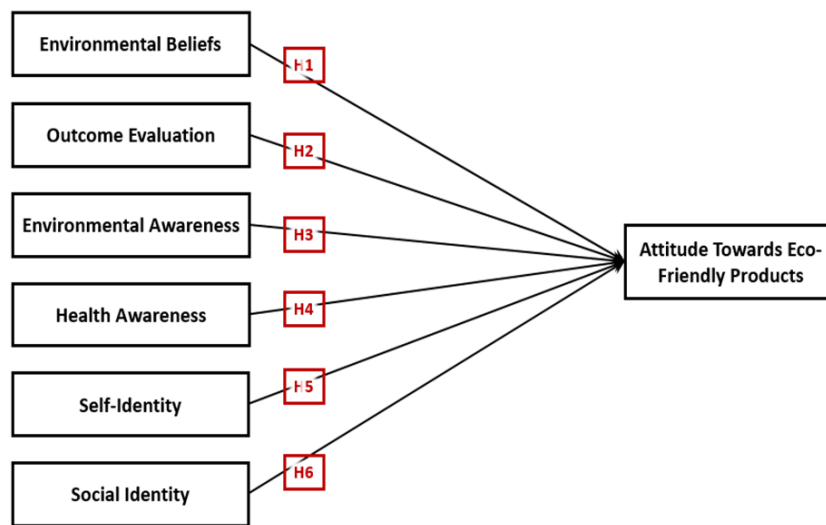 Environmental Beliefs
H1
Outcome Evaluation
H2
Environmental Awareness
H3
Health Awareness
H4
Self-Identity
H5
Social Identity
H6
Attitude Towards Eco-
Friendly Products